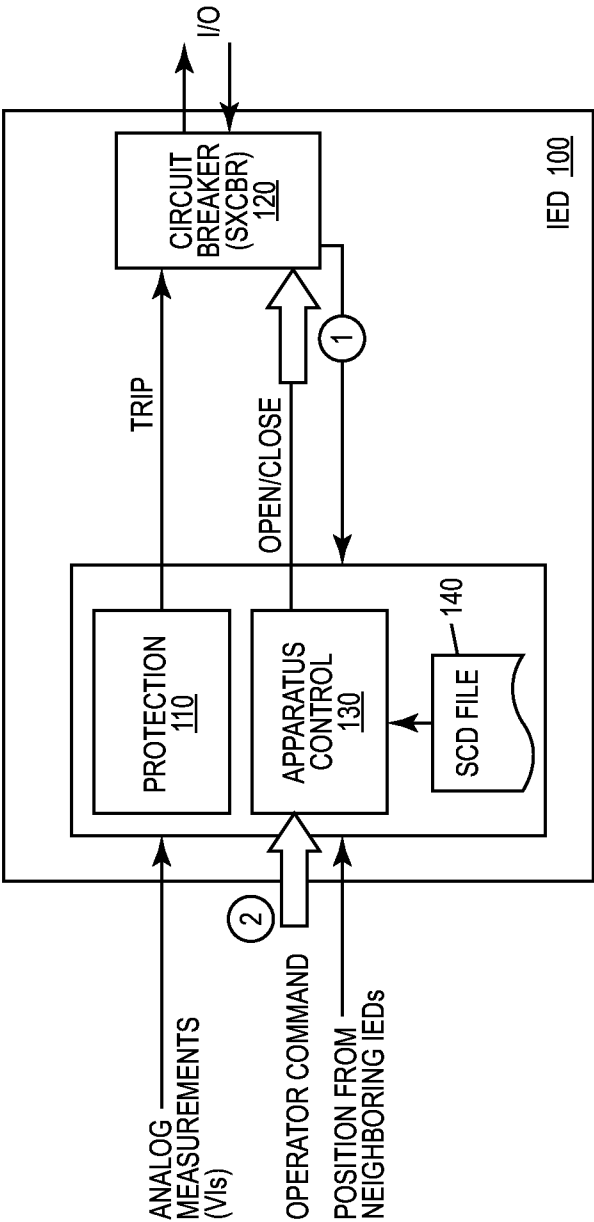 ANALOG
MEASUREMENTS
(VIs)
OPERATOR COMMAND
POSITION FROM
NEIGHBORING IEDs
2
PROTECTION
110
APPARATUS
CONTROL
130
SCD FILE
140
TRIP
OPEN/CLOSE
1
CIRCUIT
BREAKER
(SXCBR)
120
I/O
IED 100